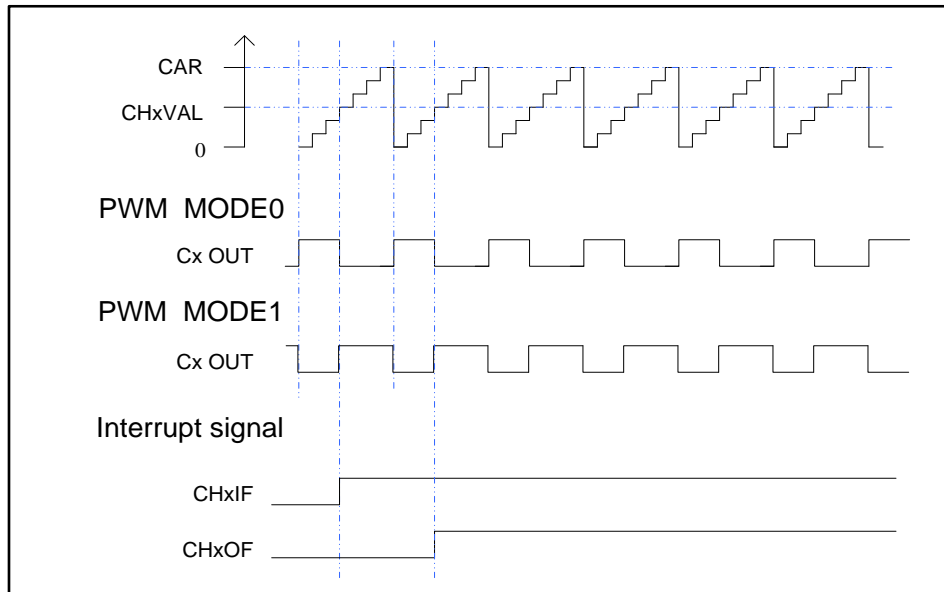 CAR
CHxVAL
0
PWM MODE0
Cx OUT
PWM MODE1
Cx OUT
Interrupt signal
CHxIF
CHxOF